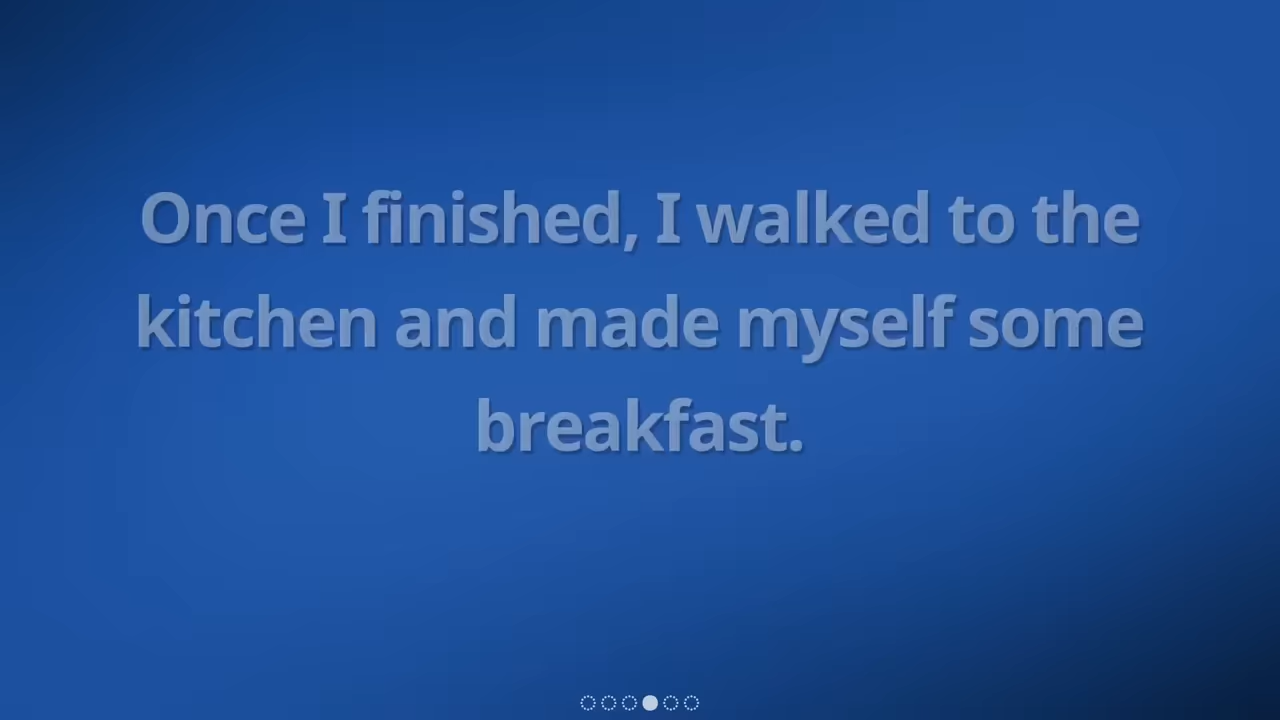 Once I finished, I walked to the
kitchen and made myself some
breakfast.